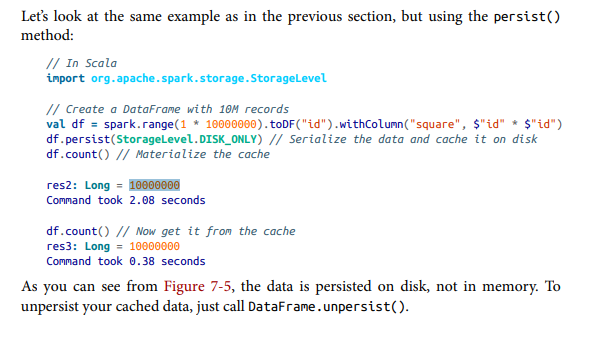 Let's look at the same example as in the previous section, but using the persist()
method:
// In Scala
import org.apache.spark.storage.StorageLevel
// Create a DataFrame with 10M records
val df = spark.range(1 * 10000000).toDF("id").withColumn("square", $"id" * $"id")
df.persist(StorageLevel.DISK_ONLY) // Serialize the data and cache it on disk
df.count() // Materialize the cache
res2: Long = 10000000
Command took 2.08 seconds
df.count() // Now get it from the cache
res3: Long = 10000000
Command took 0.38 seconds
As you can see from Figure 7-5, the data is persisted on disk, not in memory. To
unpersist your cached data, just call DataFrame.unpersist().